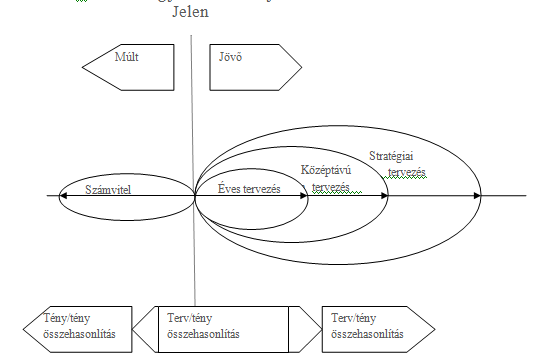 Jelen
Múlt
Jövő
Stratégiai
tervezés
Középtávú
tervezés
Számvitel
Éves tervezés
Tény/tény
összehasonlítás
Terv/tény
összehasonlítás
Terv/tény
összehasonlítás